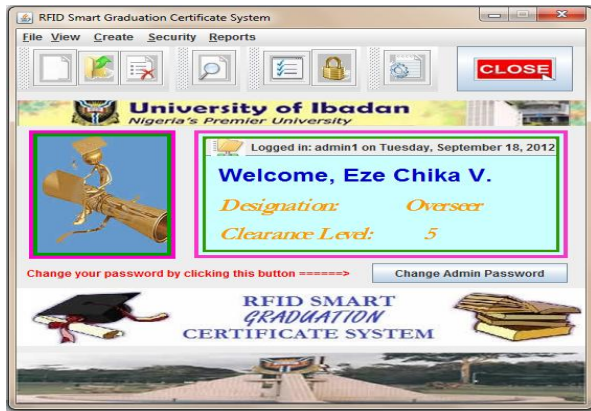 RFID Smart Graduation Certificate System
File View Create Security Reports
CLOSE
University of Ibadan
Nigeria's Premier University
Logged in: admin1 on Tuesday, September 18, 2012
Welcome, Eze Chika V.
Designation: Overseer
Clearance Level: 5
Change your password by clicking this button ======>
Change Admin Password
RFID SMART
GRADUATION
CERTIFICATE SYSTEM